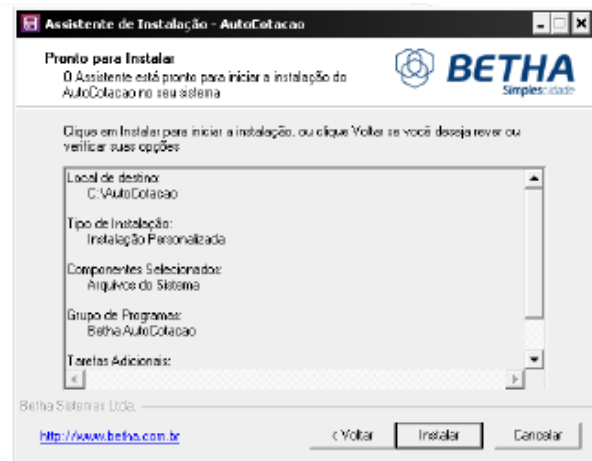 Assistente de Instalação - AutoCotacao
Pronto para Instalar
O Assistente está pronto para iniciar a instalação do
AutoCotacao no seu sistema
BETHA
Simplescidade
Clique em Instalar para iniciar a instalação, ou clique Voltar se você deseja rever ou
verificar suas opções
Local de destino:
C:\AutoCotacao
Tipo de Instalação:
Instalação Personalizada
Componentes Selecionados:
Arquivos do Sistema
Grupo de Programas:
Betha AutoCotacao
Tarefas Adicionais:
Betha Sistemas Ltda.
http://www.betha.com.br
< Voltar
Instalar
Cancelar